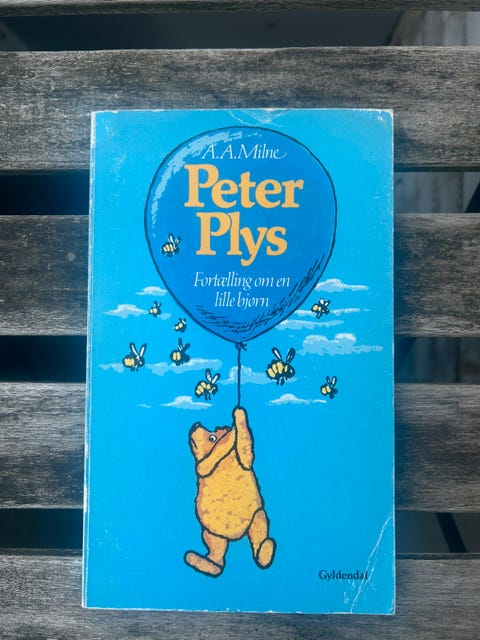 A.A.Milne
Peter
Plys
Fortælling om en
lille bjørn
Gyldendal